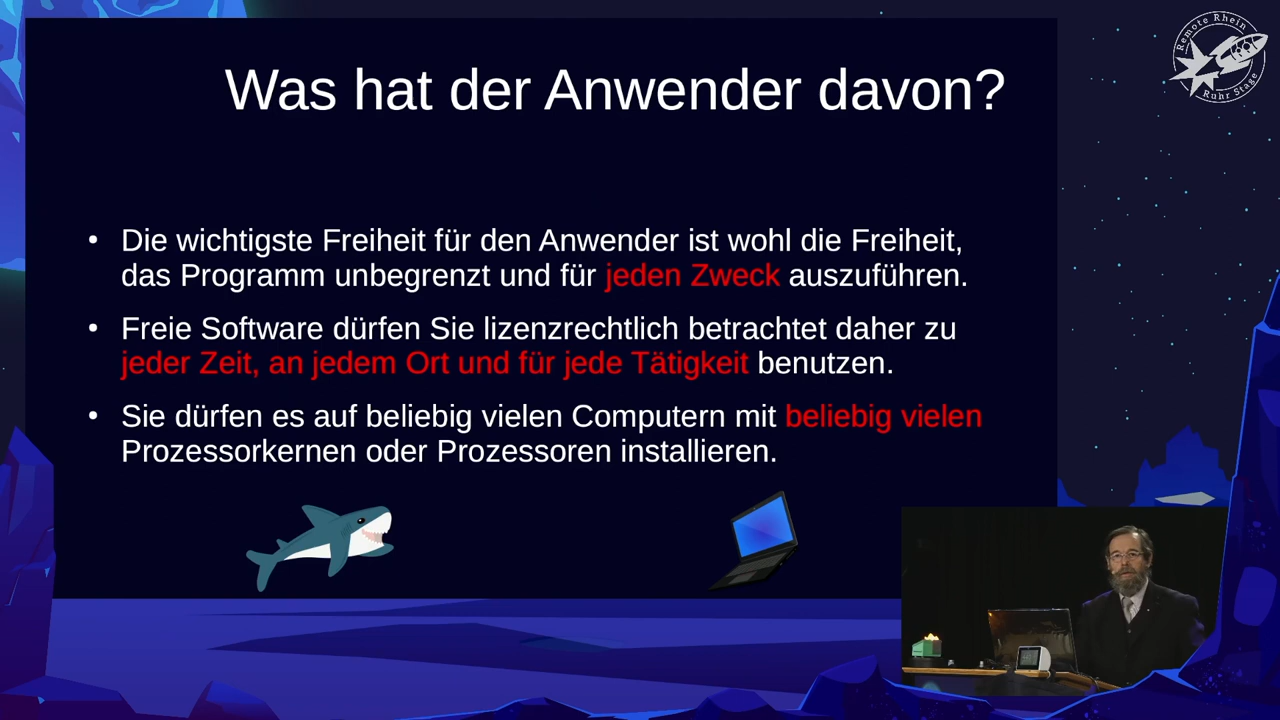 Remote Rhein
Ruhr Stage
Was hat der Anwender davon?
• Die wichtigste Freiheit für den Anwender ist wohl die Freiheit,
das Programm unbegrenzt und für jeden Zweck auszuführen.
• Freie Software dürfen Sie lizenzrechtlich betrachtet daher zu
jeder Zeit, an jedem Ort und für jede Tätigkeit benutzen.
• Sie dürfen es auf beliebig vielen Computern mit beliebig vielen
Prozessorkernen oder Prozessoren installieren.